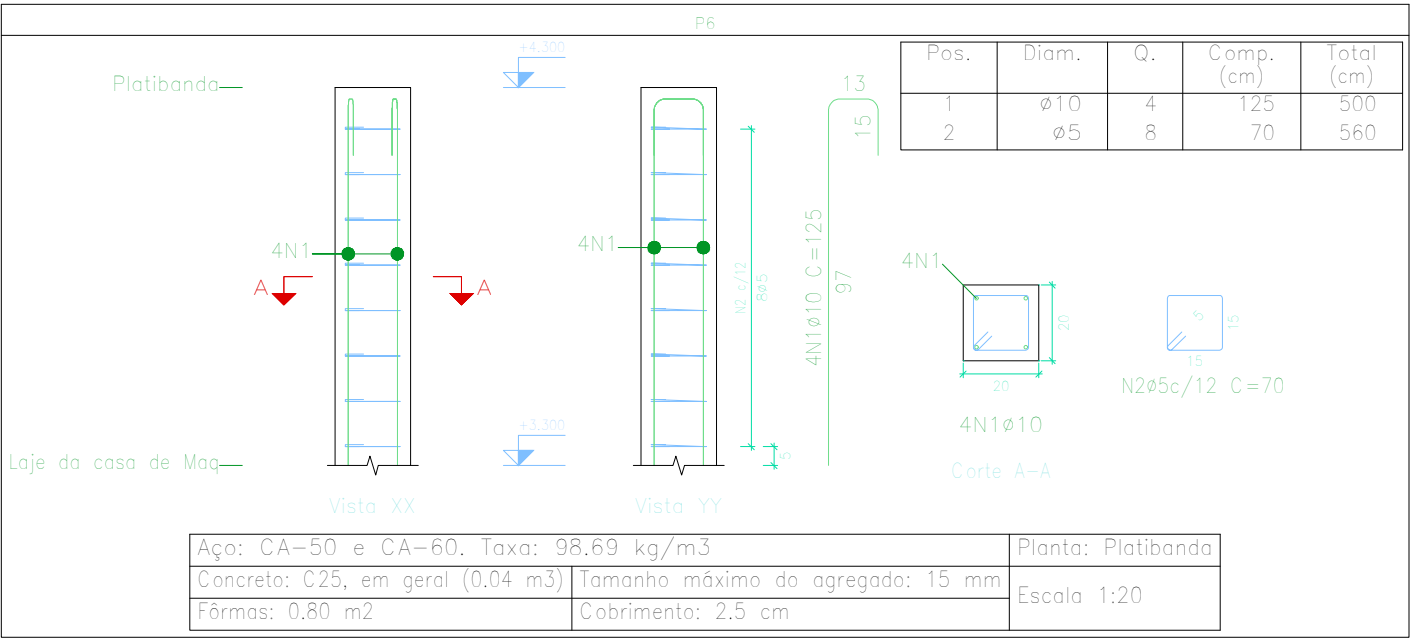 P6
Platibanda
+4.300
4N1
A
A
Laje da casa de Maq
+3.300
Vista XX
4N1
N2 c/12
8ø5
5
Vista YY
13
15
4N1ø10 C=125
97
Pos. Diam. Q. Comp. (cm) Total (cm)
1 ø10 4 125 500
2 ø5 8 70 560
4N1
20
20
4N1ø10
Corte A-A
5
15
15
N2ø5c/12 C=70
Aço: CA-50 e CA-60. Taxa: 98.69 kg/m3
Planta: Platibanda
Concreto: C25, em geral (0.04 m3)
Tamanho máximo do agregado: 15 mm
Escala 1:20
Fôrmas: 0.80 m2
Cobrimento: 2.5 cm